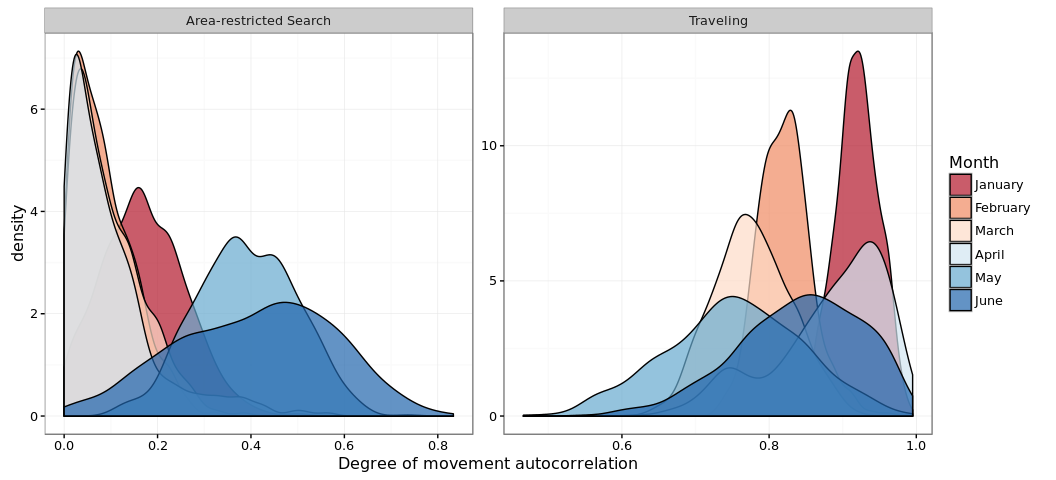 Area-restricted Search
Traveling
density
6
4
2
0
10
5
0
0.0 0.2 0.4 0.6 0.8
0.6 0.8 1.0
Degree of movement autocorrelation
Month
January
February
March
April
May
June